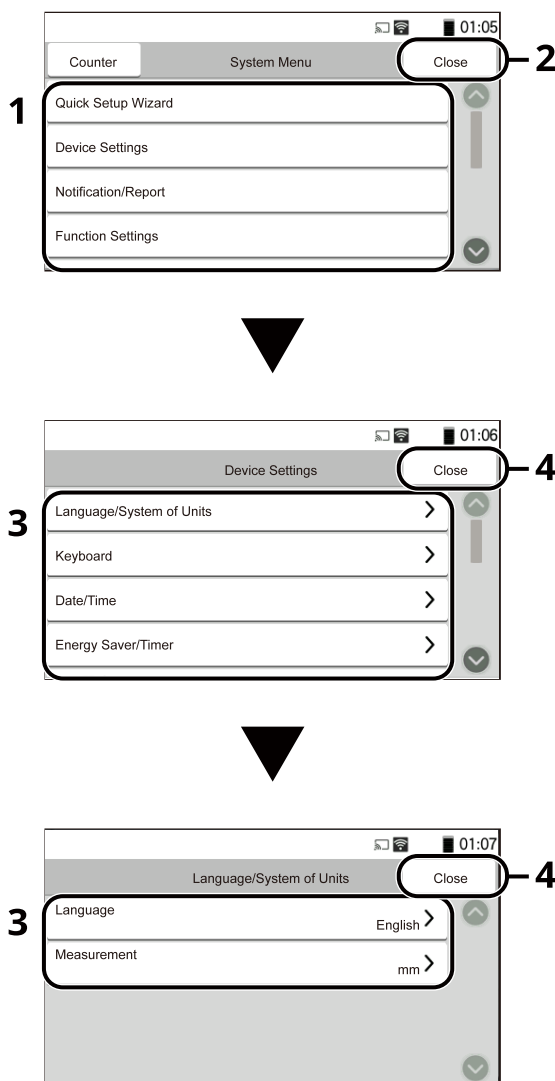 01:05
Counter System Menu Close 2
1
Quick Setup Wizard
Device Settings
Notification/Report
Function Settings
01:06
Device Settings Close 4
3
Language/System of Units
Keyboard
Date/Time
Energy Saver/Timer
01:07
Language/System of Units Close 4
3
Language
English
Measurement
mm